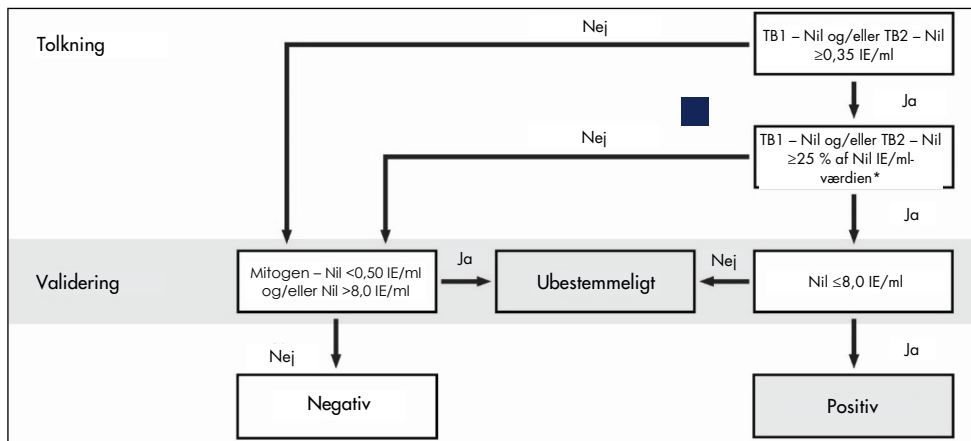 Tolkning
Nej
TB1 – Nil og/eller TB2 – Nil
≥0,35 IE/ml
Ja
Nej
TB1 – Nil og/eller TB2 – Nil
≥25 % af Nil IE/ml-
værdien*
Ja
Validering
Mitogen – Nil <0,50 IE/ml
og/eller Nil >8,0 IE/ml
Ja
Ubestemmeligt
Nej
Nil ≤8,0 IE/ml
Nej
Ja
Negativ
Positiv